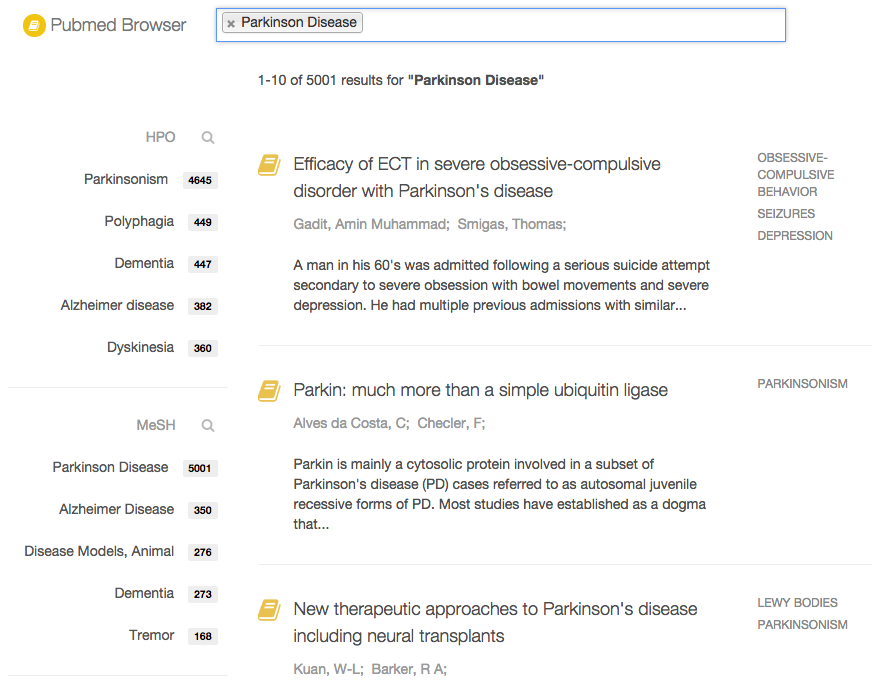 Pubmed Browser
× Parkinson Disease
1-10 of 5001 results for "Parkinson Disease"
HPO
Parkinsonism 4645
Polyphagia 449
Dementia 447
Alzheimer disease 382
Dyskinesia 360
MeSH
Parkinson Disease 5001
Alzheimer Disease 350
Disease Models, Animal 276
Dementia 273
Tremor 168
Efficacy of ECT in severe obsessive-compulsive
disorder with Parkinson's disease
Gadit, Amin Muhammad; Smigas, Thomas;
A man in his 60's was admitted following a serious suicide attempt
secondary to severe obsession with bowel movements and severe
depression. He had multiple previous admissions with similar...
OBSESSIVE-
COMPULSIVE
BEHAVIOR
SEIZURES
DEPRESSION
Parkin: much more than a simple ubiquitin ligase
Alves da Costa, C; Checler, F;
Parkin is mainly a cytosolic protein involved in a subset of
Parkinson's disease (PD) cases referred to as autosomal juvenile
recessive forms of PD. Most studies have established as a dogma
that...
PARKINSONISM
New therapeutic approaches to Parkinson's disease
including neural transplants
Kuan, W-L; Barker, R A;
LEWY BODIES
PARKINSONISM